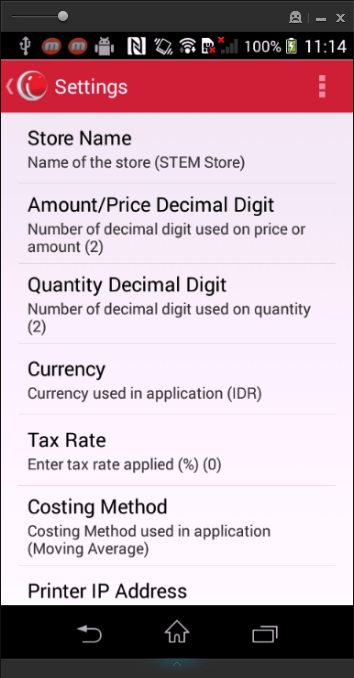 100% 11:14
Settings
Store Name
Name of the store (STEM Store)
Amount/Price Decimal Digit
Number of decimal digit used on price or
amount (2)
Quantity Decimal Digit
Number of decimal digit used on quantity
(2)
Currency
Currency used in application (IDR)
Tax Rate
Enter tax rate applied (%) (0)
Costing Method
Costing Method used in application
(Moving Average)
Printer IP Address